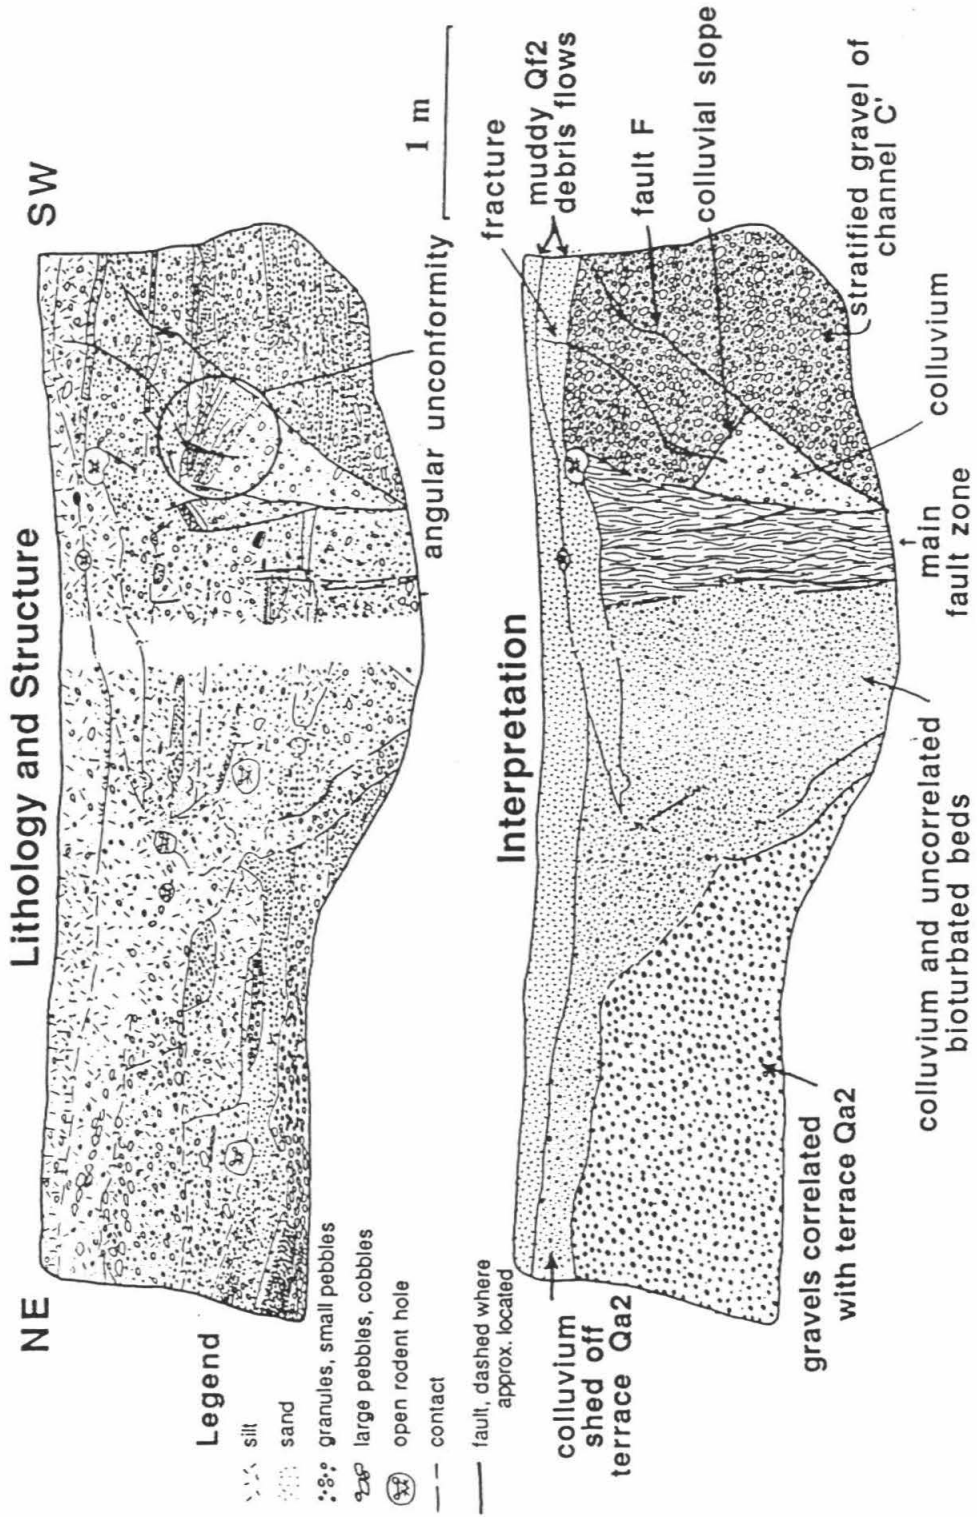 Lithology and Structure
NE
SW
Legend
silt
sand
granules, small pebbles
large pebbles, cobbles
open rodent hole
contact
fault, dashed where
approx. located
angular unconformity
1 m
Interpretation
fracture
muddy Qf2
debris flows
fault F
colluvial slope
stratified gravel of
channel C'
colluvium
main
fault zone
colluvium and uncorrelated
bioturbated beds
gravels correlated
with terrace Qa2
colluvium
shed off
terrace Qa2